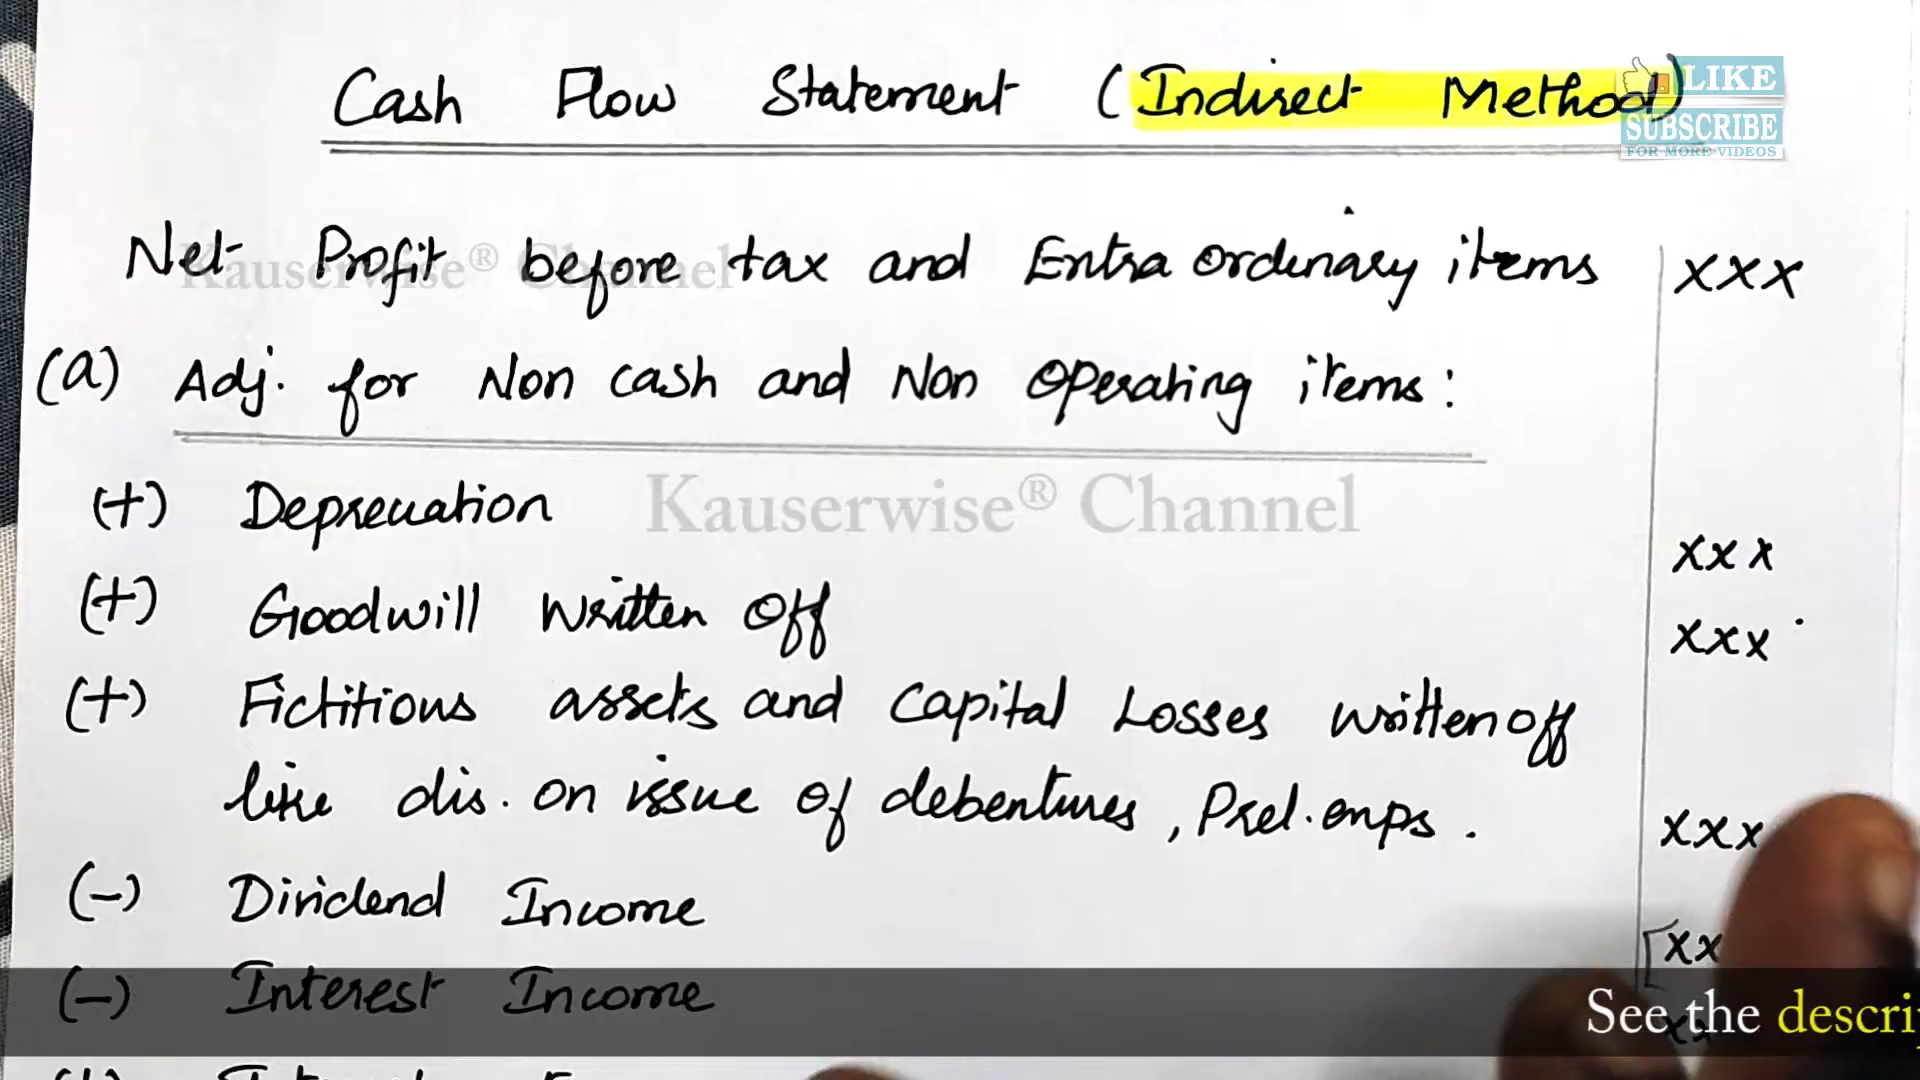 Cash Flow Statement (Indirect Method)
LIKE
SUBSCRIBE
FOR MORE VIDEOS
Net Profit before tax and Extra ordinary items xxx
Kauserwise® Channel
(a) Adj. for Non cash and Non Operating items:
(+) Depreciation
Kauserwise® Channel
xxx
(+) Goodwill written Off xxx
(+) Fictitious assets and Capital Losses written off
like dis. on issue of debentures, Prel. exps. xxx
(-) Dividend Income [xx
(-) Interest Income
See the descri